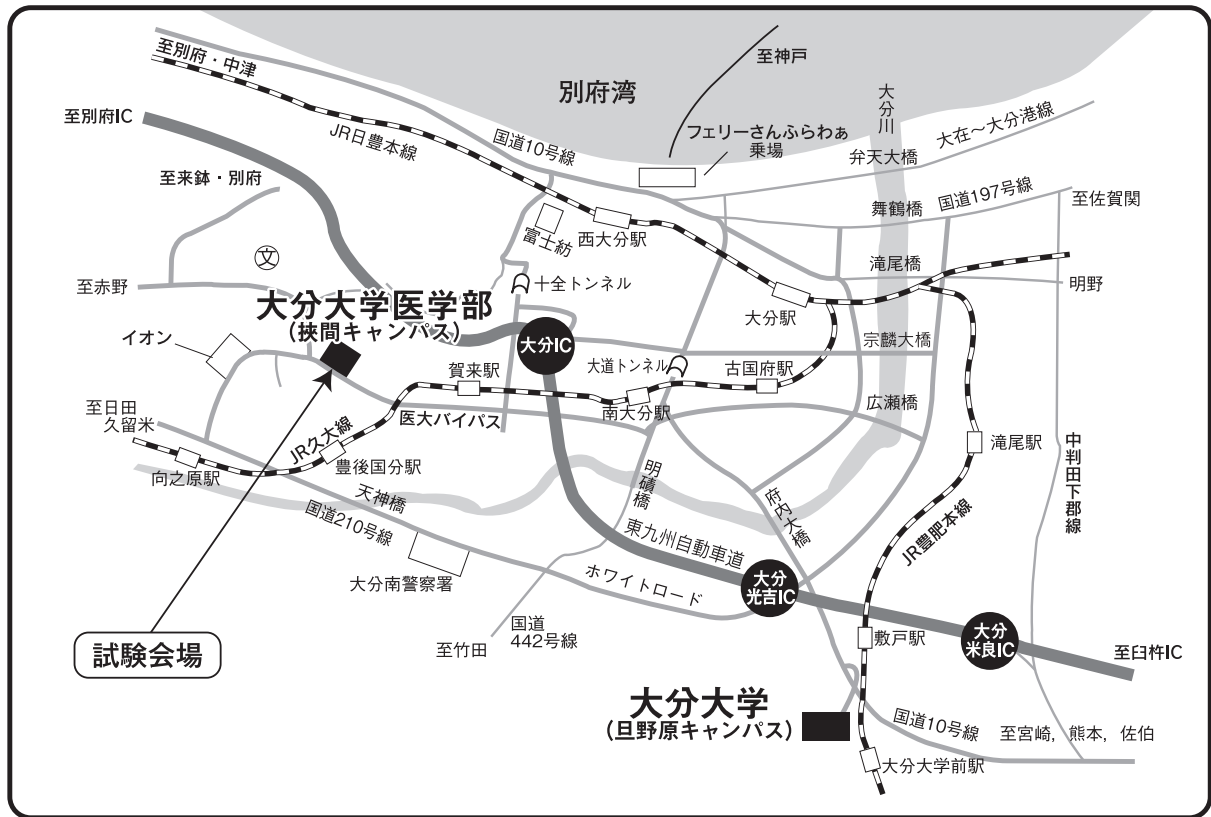 至別府・中津
JR日豊本線
国道10号線
別府湾
至神戸
フェリーさんふらわぁ
乗場
大分川
大在～大分港線
弁天大橋
至別府IC
至来鉢・別府
舞鶴橋
国道197号線
至佐賀関
富士紡
西大分駅
文
滝尾橋
至赤野
十全トンネル
明野
大分大学医学部
(挾間キャンパス)
大分駅
イオン
大分IC
宗麟大橋
賀来駅
大道トンネル
古国府駅
至日田
久留米
医大バイパス
南大分駅
広瀬橋
JR久大線
豊後国分駅
向之原駅
滝尾駅
中判田下郡線
明磧橋
天神橋
府内大橋
国道210号線
東九州自動車道
JR豊肥本線
大分南警察署
ホワイトロード
大分
光吉IC
国道
442号線
至竹田
敷戸駅
大分
米良IC
至臼杵IC
試験会場
大分大学
(旦野原キャンパス)
国道10号線
至宮崎，熊本，佐伯
大分大学前駅